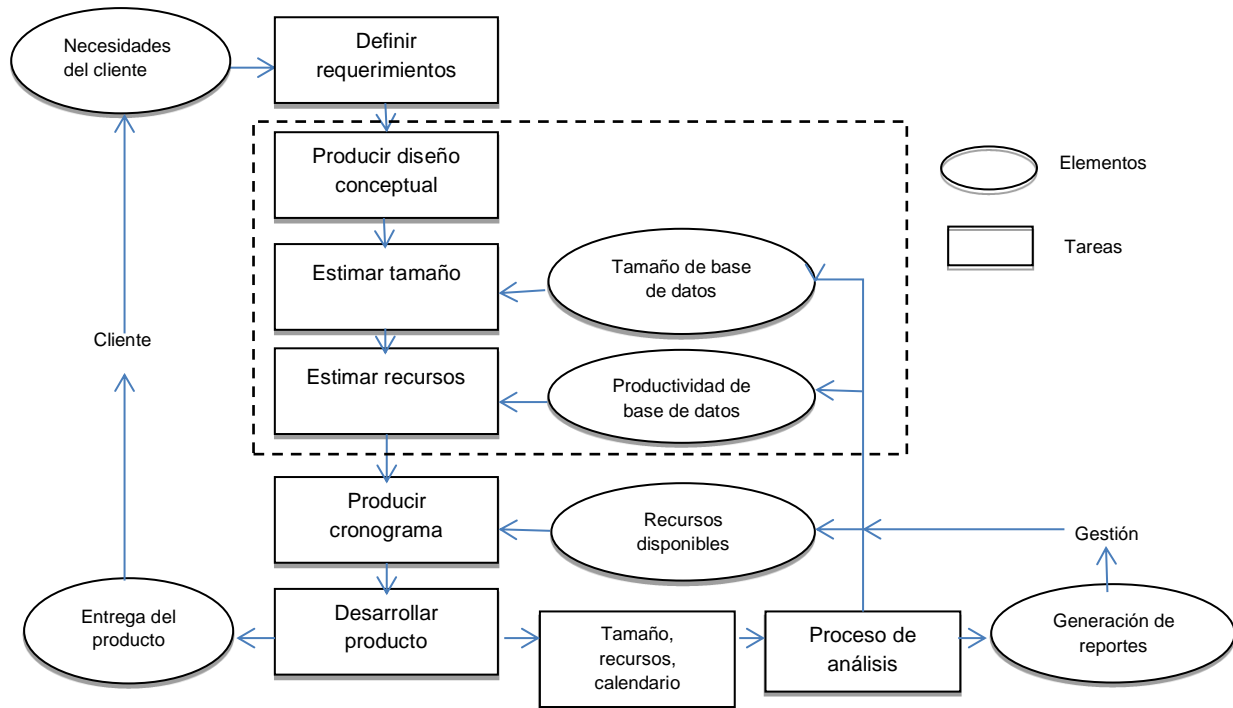 Necesidades
del cliente
Definir
requerimientos
Producir diseño
conceptual
Elementos
Tareas
Estimar tamaño
Tamaño de base
de datos
Cliente
Estimar recursos
Productividad de
base de datos
Producir
cronograma
Recursos
disponibles
Gestión
Entrega del
producto
Desarrollar
producto
Tamaño,
recursos,
calendario
Proceso de
análisis
Generación de
reportes